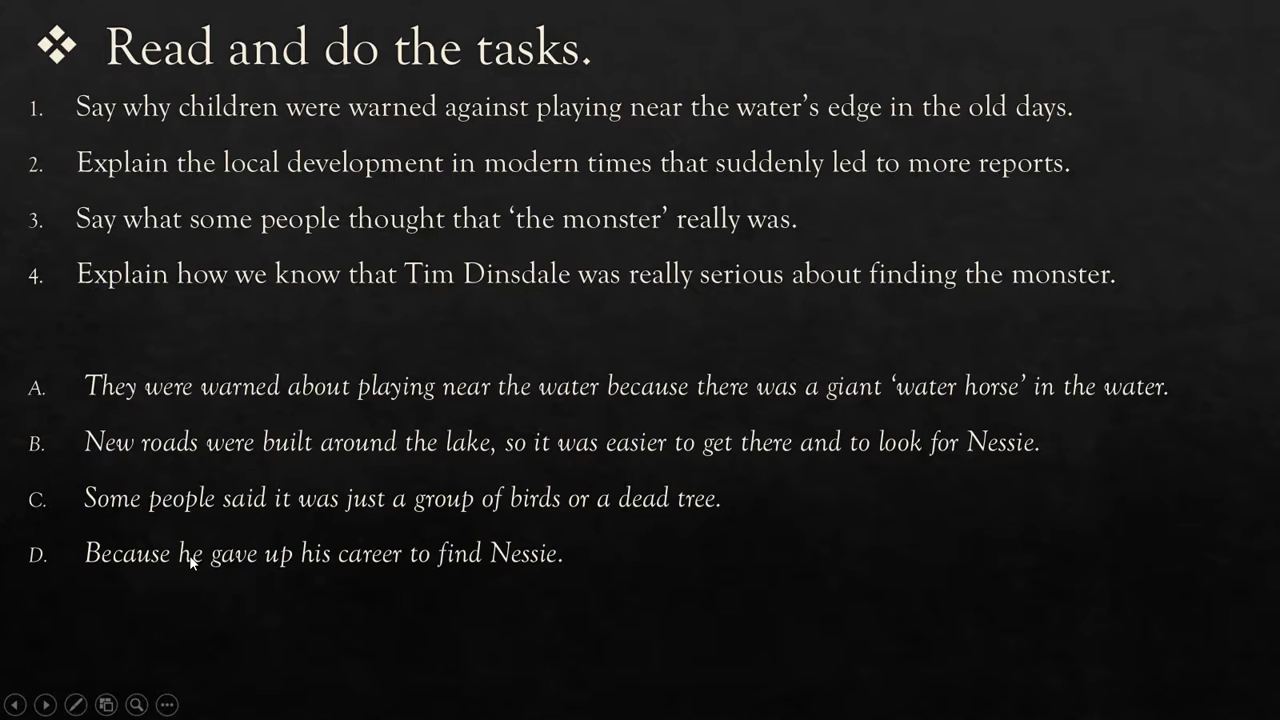 ❖ Read and do the tasks.
1. Say why children were warned against playing near the water’s edge in the old days.
2. Explain the local development in modern times that suddenly led to more reports.
3. Say what some people thought that ‘the monster’ really was.
4. Explain how we know that Tim Dinsdale was really serious about finding the monster.
A. They were warned about playing near the water because there was a giant ‘water horse’ in the water.
B. New roads were built around the lake, so it was easier to get there and to look for Nessie.
C. Some people said it was just a group of birds or a dead tree.
D. Because he gave up his career to find Nessie.